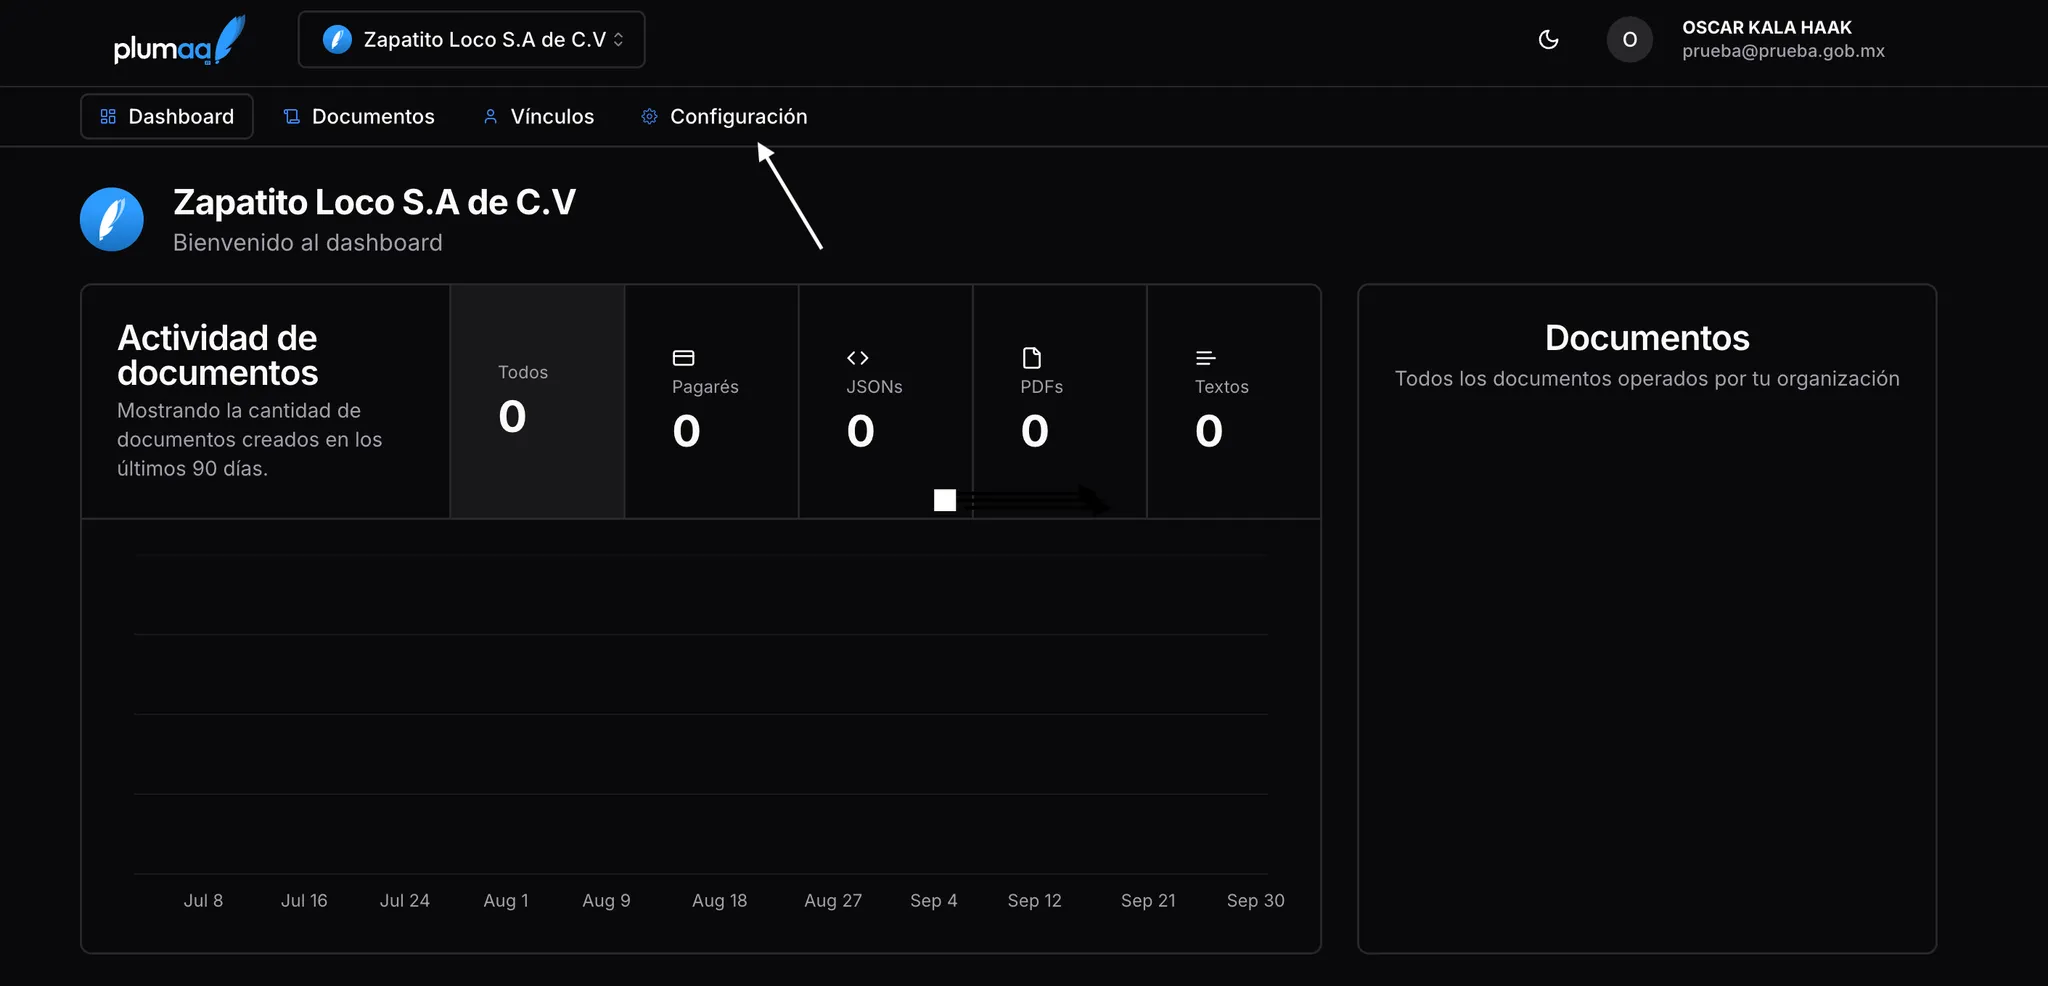 plumaa
Zapatito Loco S.A de C.V
OSCAR KALA HAAK
prueba@prueba.gob.mx
O
Dashboard
Documentos
Vínculos
Configuración
Zapatito Loco S.A de C.V
Bienvenido al dashboard
Actividad de
documentos
Mostrando la cantidad de
documentos creados en los
últimos 90 días.
Todos
0
Pagarés
0
JSONs
0
PDFs
0
Textos
0
Documentos
Todos los documentos operados por tu organización
Jul 8
Jul 16
Jul 24
Aug 1
Aug 9
Aug 18
Aug 27
Sep 4
Sep 12
Sep 21
Sep 30